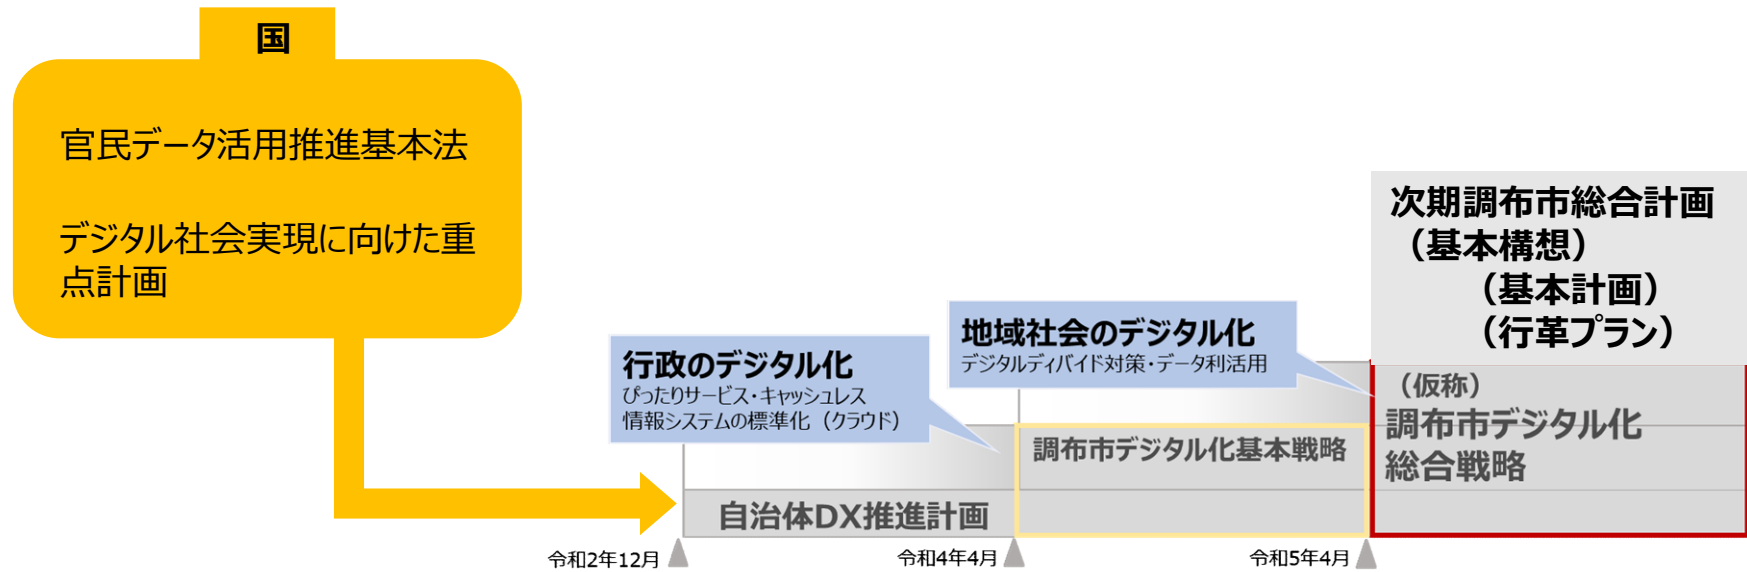 国
官民データ活用推進基本法
デジタル社会実現に向けた重
点計画
行政のデジタル化
ぴったりサービス・キャッシュレス
情報システムの標準化（クラウド）
地域社会のデジタル化
デジタルディバイド対策・データ利活用
次期調布市総合計画
（基本構想）
（基本計画）
（行革プラン）
（仮称）
調布市デジタル化
総合戦略
調布市デジタル化基本戦略
自治体DX推進計画
令和2年12月
令和4年4月
令和5年4月